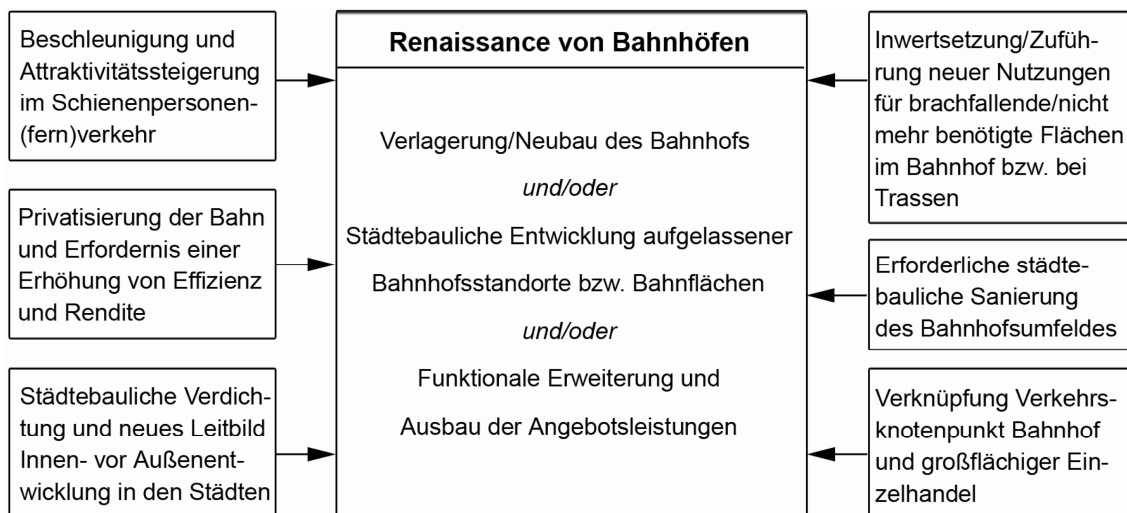 Beschleunigung und
Attraktivitätssteigerung
im Schienenpersonen-
(fern)verkehr
Privatisierung der Bahn
und Erfordernis einer
Erhöhung von Effizienz
und Rendite
Städtebauliche Verdich-
tung und neues Leitbild
Innen- vor Außenent-
wicklung in den Städten
Renaissance von Bahnhöfen
Verlagerung/Neubau des Bahnhofs
und/oder
Städtebauliche Entwicklung aufgelassener
Bahnhofsstandorte bzw. Bahnflächen
und/oder
Funktionale Erweiterung und
Ausbau der Angebotsleistungen
Inwertsetzung/Zufüh-
rung neuer Nutzungen
für brachfallende/nicht
mehr benötigte Flächen
im Bahnhof bzw. bei
Trassen
Erforderliche städte-
bauliche Sanierung
des Bahnhofsumfeldes
Verknüpfung Verkehrs-
knotenpunkt Bahnhof
und großflächiger Ein-
zelhandel